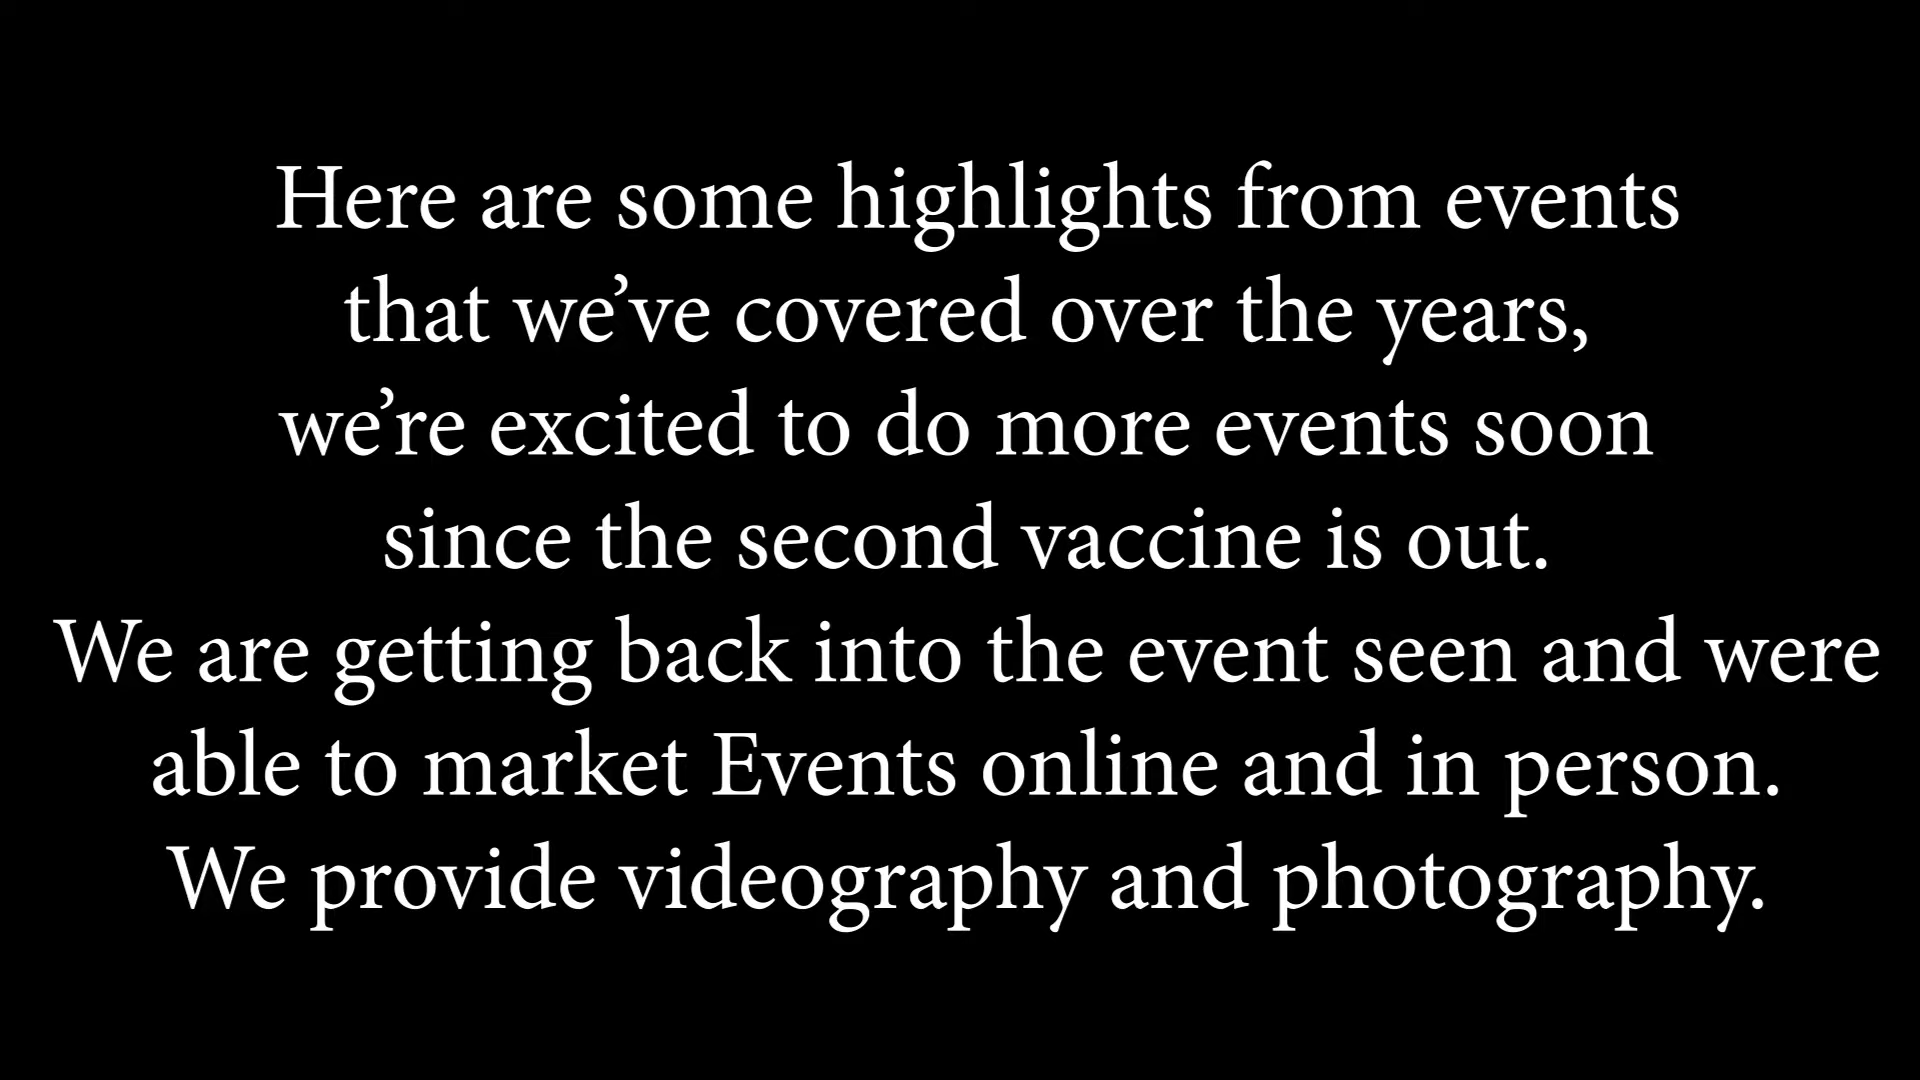 Here are some highlights from events
that we’ve covered over the years,
we’re excited to do more events soon
since the second vaccine is out.
We are getting back into the event seen and were
able to market Events online and in person.
We provide videography and photography.